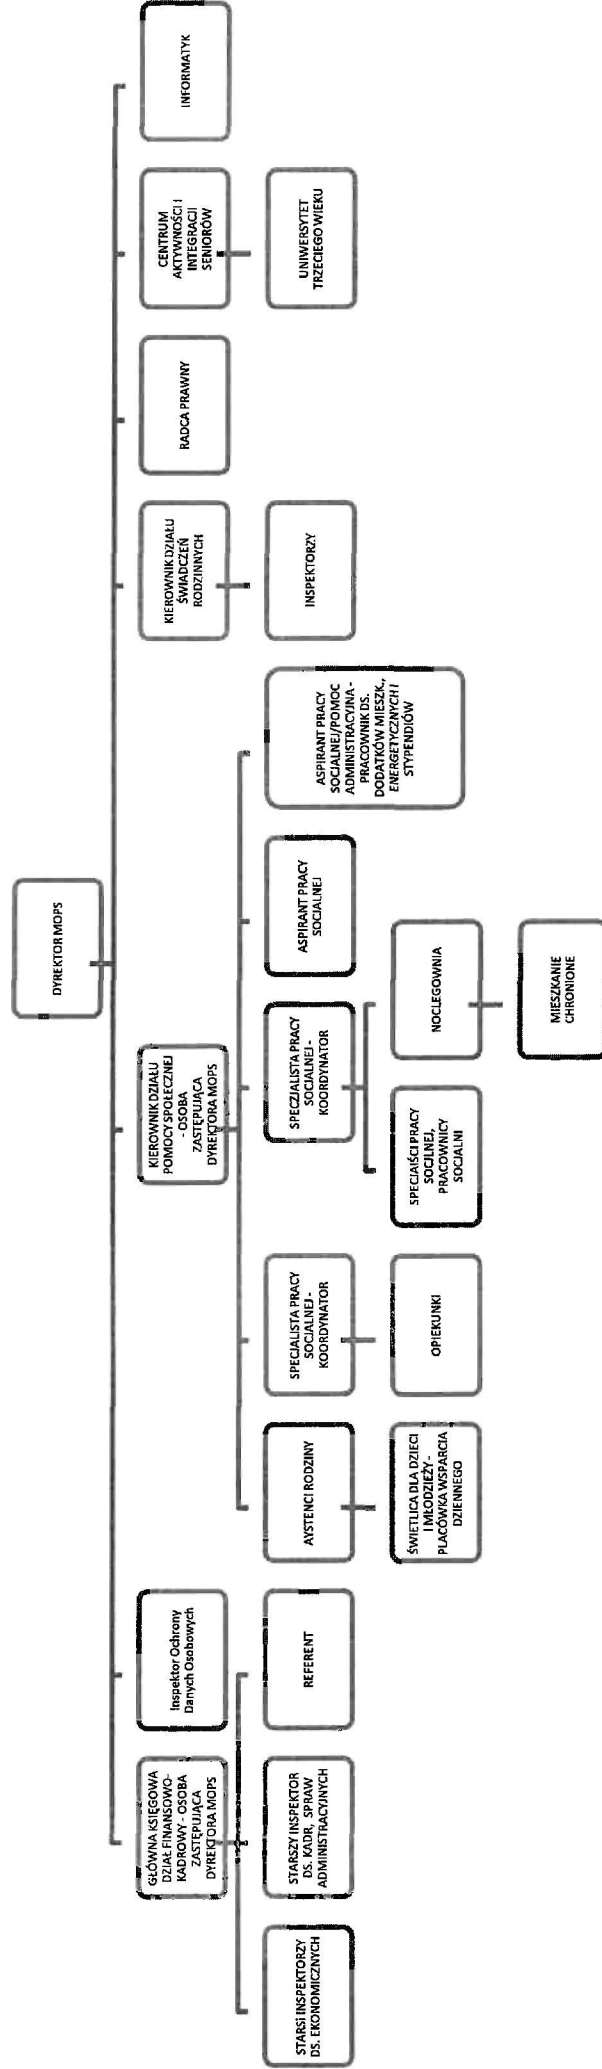 DYREKTOR MOPS
GŁÓWNA KSIĘGOWA
DZIAŁ FINANSOWO-
KADROWY - OSOBA
ZASTĘPUJĄCA
DYREKTORA MOPS
Inspektor Ochrony
Danych Osobowych
KIEROWNIK DZIAŁU
POMOCY SPOŁECZNEJ
- OSOBA
ZASTĘPUJĄCA
DYREKTORA MOPS
KIEROWNIK DZIAŁU
ŚWIADCZEŃ
RODZINNYCH
RADCA PRAWNY
CENTRUM
AKTYWNOŚCI I
INTEGRACJI
SENIORÓW
INFORMATYK
STARSI INSPEKTORZY
DS. EKONOMICZNYCH
STARSZY INSPEKTOR
DS. KADR, SPRAW
ADMINISTRACYJNYCH
REFERENT
AYSTENCI RODZINY
SPECJALISTA PRACY
SOCJALNEJ -
KOORDYNATOR
SPECZJALISTA PRACY
SOCJALNEJ -
KOORDYNATOR
ASPIRANT PRACY
SOCJALNEJ
ASPIRANT PRACY
SOCJALNEJ/POMOC
ADMINISTRACYJNA -
PRACOWNIK DS.
DODATKÓW MIESZK.,
ENERGETYCZNYCH I
STYPENDIÓW
INSPEKTORZY
UNIWERSYTET
TRZECIEGO WIEKU
ŚWIETLICA DLA DZIECI
I MŁODZIEŻY -
PLACÓWKA WSPARCIA
DZIENNEGO
OPIEKUNKI
SPECJAIŚCI PRACY
SOCJLNEJ,
PRACOWNICY
SOCJALNI
NOCLEGOWNIA
MIESZKANIE
CHRONIONE